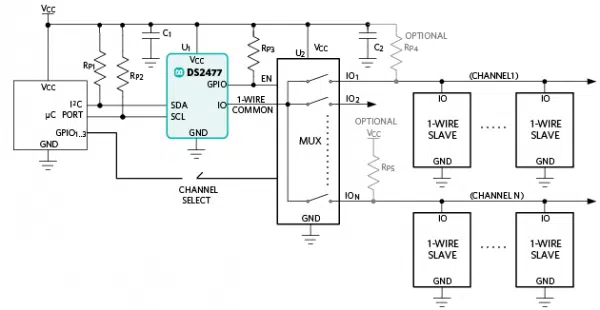 VCC
C1
U1
VCC
DS2477
GPIO
IO
SDA
SCL
GND
RP1
RP2
RP3
EN
1-WIRE
COMMON
U2
VCC
MUX
GND
C2
OPTIONAL
RP4
IO1
(CHANNEL1)
IO2
OPTIONAL
VCC
RP5
ION
(CHANNEL N)
VCC
I2C
µC PORT
GPIO1..3
GND
CHANNEL
SELECT
IO
1-WIRE
SLAVE
GND
IO
1-WIRE
SLAVE
GND
IO
1-WIRE
SLAVE
GND
IO
1-WIRE
SLAVE
GND